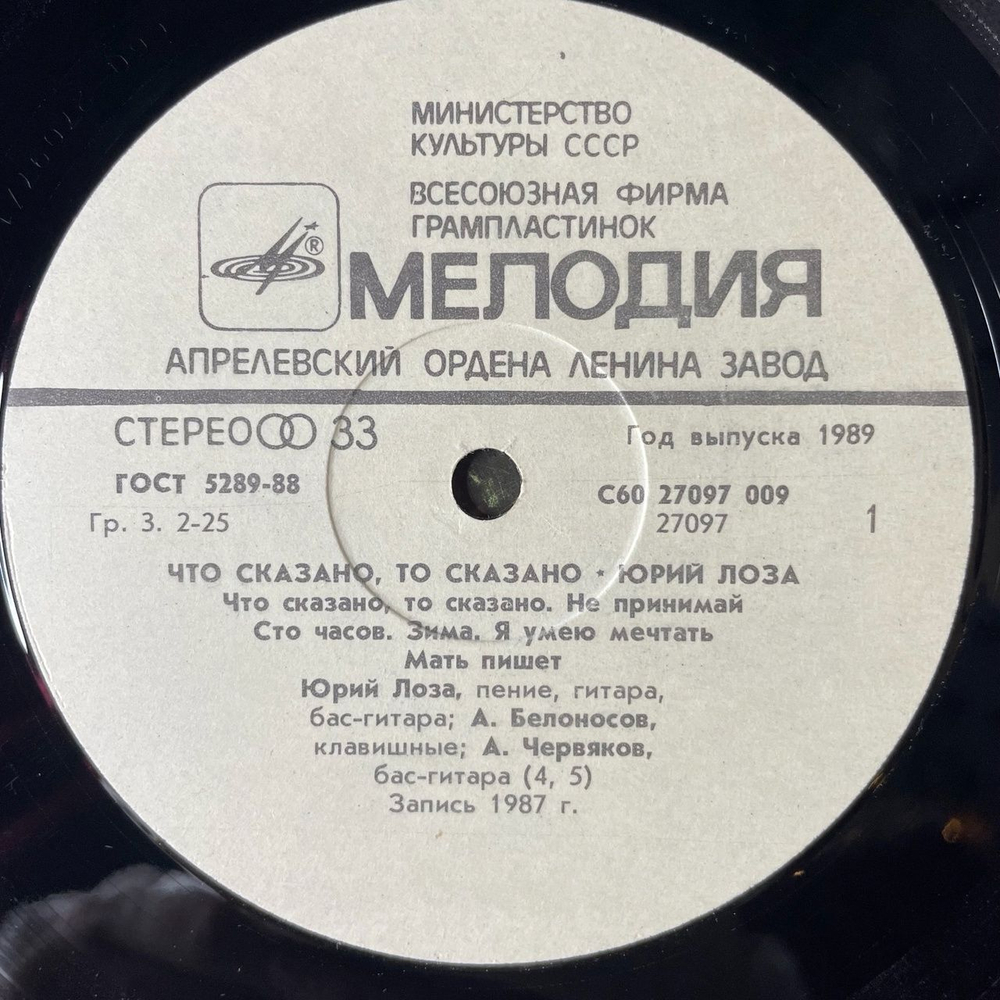 МИНИСТЕРСТВО
КУЛЬТУРЫ СССР
ВСЕСОЮЗНАЯ ФИРМА
ГРАМПЛАСТИНОК
®
МЕЛОДИЯ
АПРЕЛЕВСКИЙ ОРДЕНА ЛЕНИНА ЗАВОД
СТЕРЕО 33
Год выпуска 1989
ГОСТ 5289-88
С60 27097 009
Гр. 3. 2-25
27097
1
ЧТО СКАЗАНО, ТО СКАЗАНО • ЮРИЙ ЛОЗА
Что сказано, то сказано. Не принимай
Сто часов. Зима. Я умею мечтать
Мать пишет
Юрий Лоза, пение, гитара,
бас-гитара; А. Белоносов,
клавишные; А. Червяков,
бас-гитара (4, 5)
Запись 1987 г.